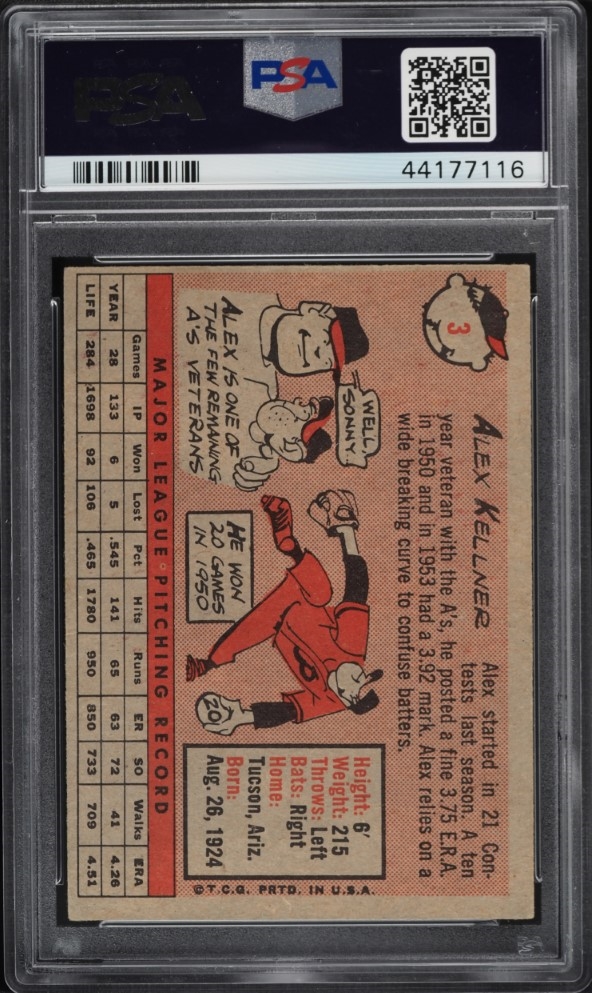 PSA
PSA
44177116
3
ALEX KELLNER
Alex started in 21 Con-
tests last season. A ten
year veteran with the A's, he posted a fine 3.75 E.R.A.
in 1950 and in 1953 had a 3.92 mark. Alex relies on a
wide breaking curve to confuse batters.
WELL,
SONNY!
ALEX IS ONE OF
THE FEW REMAINING
A'S VETERANS
HE WON
20 GAMES
IN 1950
20
Height: 6'
Weight: 215
Throws: Left
Bats: Right
Home:
Tucson, Ariz.
Born:
Aug. 26, 1924
©T.C.G. PRTD. IN U.S.A.
MAJOR LEAGUE PITCHING RECORD
Games IP Won Lost Pct Hits Runs ER SO Walks ERA
YEAR 28 133 6 5 .545 141 65 63 72 41 4.26
LIFE 284 1698 92 106 .465 1780 950 850 733 709 4.51